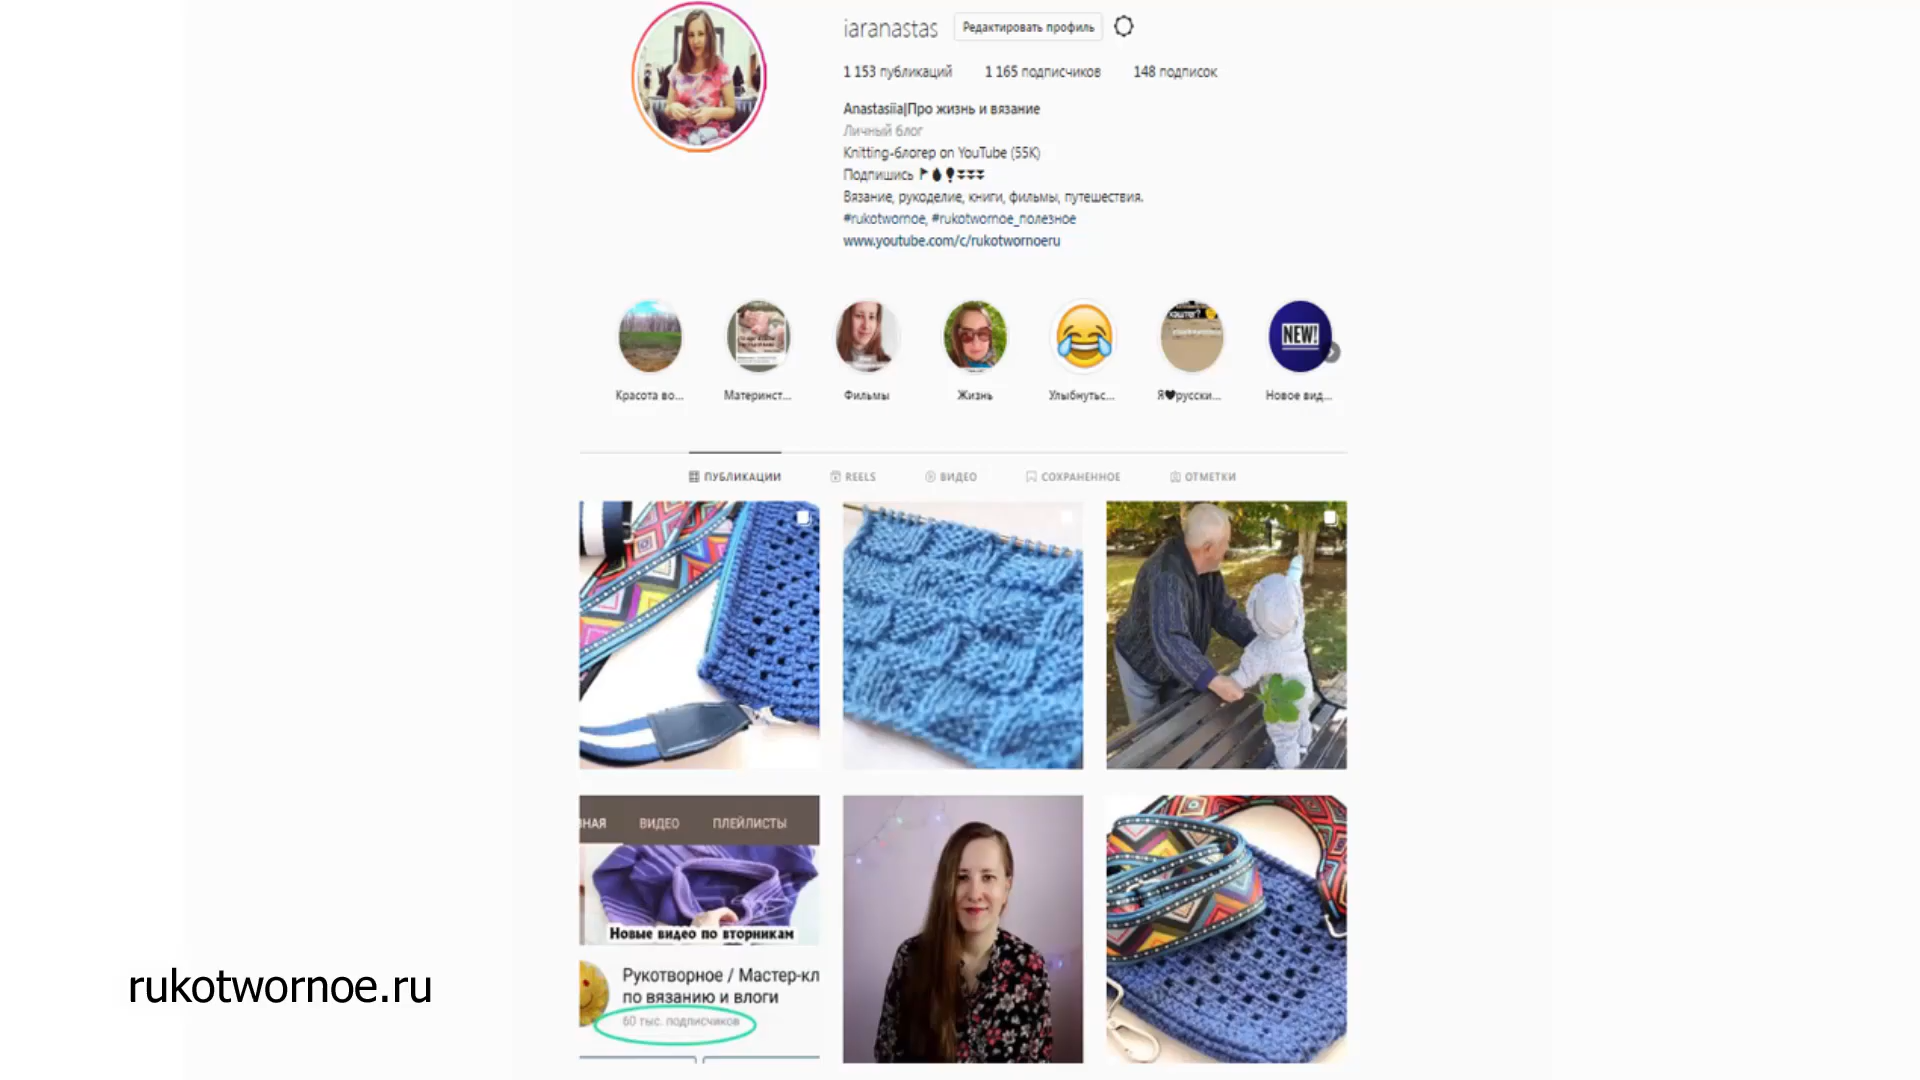 iaranastas Редактировать профиль
1 153 публикаций 1 165 подписчиков 148 подписок
Anastasiia|Про жизнь и вязание
Личный блог
Knitting-блогер on YouTube (55K)
Подпишись
Вязание, рукоделие, книги, фильмы, путешествия.
#rukotwornoe, #rukotwornoe_полезное
www.youtube.com/c/rukotwornoeru
хэштег?
NEW!
Красота во... Материнст... Фильмы Жизнь Улыбнутьс... Я🖤русски... Новое вид...
ПУБЛИКАЦИИ REELS ВИДЕО СОХРАНЕННОЕ ОТМЕТКИ
НАЯ ВИДЕО ПЛЕЙЛИСТЫ
Новые видео по вторникам
Рукотворное / Мастер-кл
по вязанию и влоги
60 тыс. подписчиков
rukotwornoe.ru